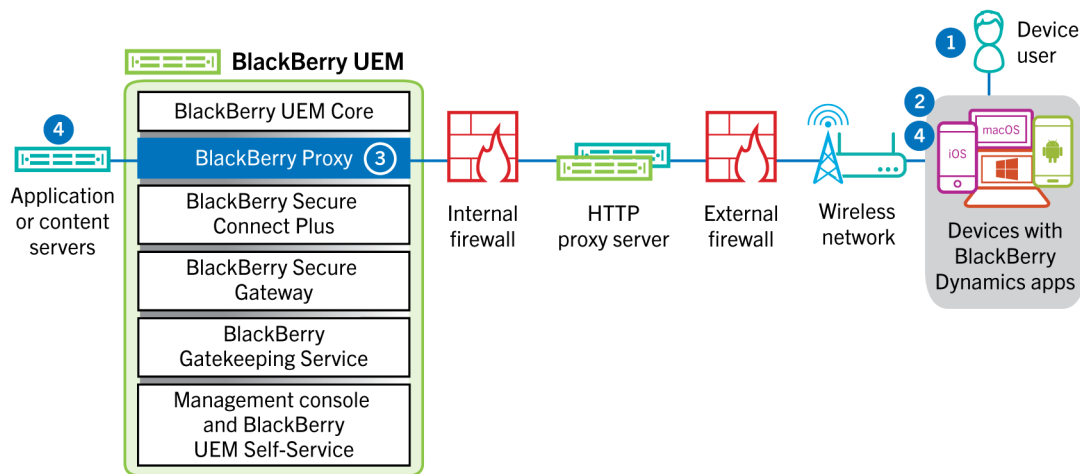 BlackBerry UEM
1
Device
user
BlackBerry UEM Core
4
BlackBerry Proxy 3
2
4
macOS
iOS
Application
or content
servers
BlackBerry Secure
Connect Plus
BlackBerry Secure
Gateway
BlackBerry
Gatekeeping Service
Management console
and BlackBerry
UEM Self-Service
Internal
firewall
HTTP
proxy server
External
firewall
Wireless
network
Devices with
BlackBerry
Dynamics apps